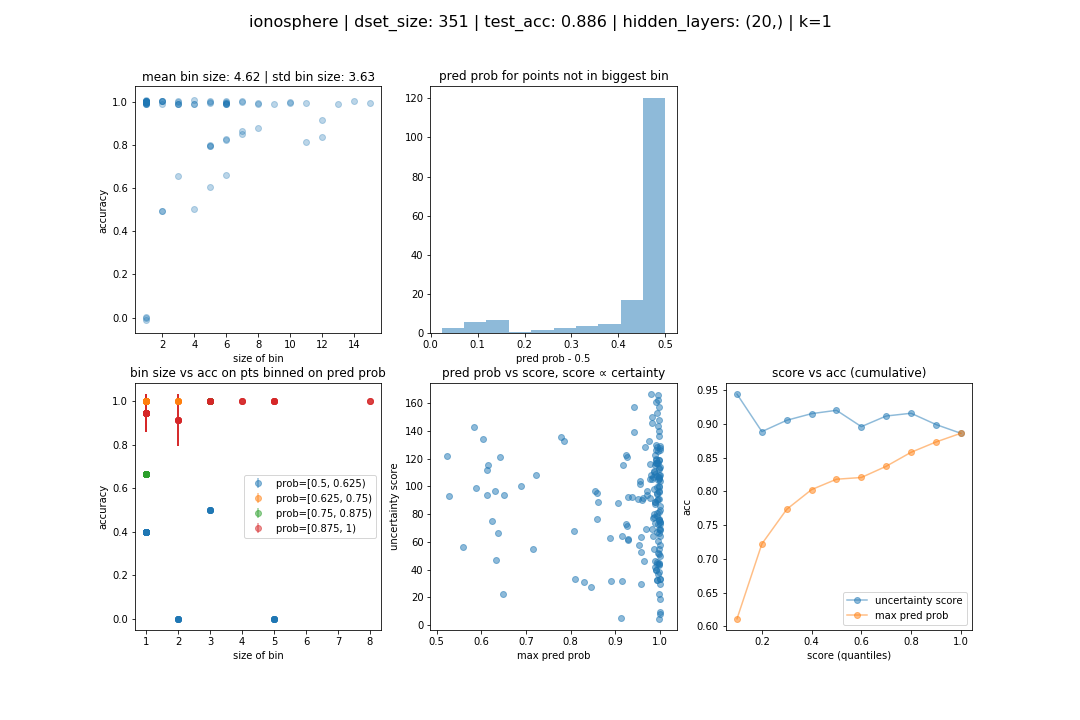 ionosphere | dset_size: 351 | test_acc: 0.886 | hidden_layers: (20,) | k=1
mean bin size: 4.62 | std bin size: 3.63
1.0
0.8
0.6
0.4
0.2
0.0
accuracy
2 4 6 8 10 12 14
size of bin
pred prob for points not in biggest bin
120
100
80
60
40
20
0
0.0 0.1 0.2 0.3 0.4 0.5
pred prob - 0.5
bin size vs acc on pts binned on pred prob
1.0
0.8
0.6
0.4
0.2
0.0
accuracy
prob=[0.5, 0.625)
prob=[0.625, 0.75)
prob=[0.75, 0.875)
prob=[0.875, 1)
1 2 3 4 5 6 7 8
size of bin
pred prob vs score, score ∝ certainty
160
140
120
100
80
60
40
20
0
uncertainty score
0.5 0.6 0.7 0.8 0.9 1.0
max pred prob
score vs acc (cumulative)
0.95
0.90
0.85
0.80
0.75
0.70
0.65
0.60
acc
uncertainty score
max pred prob
0.2 0.4 0.6 0.8 1.0
score (quantiles)